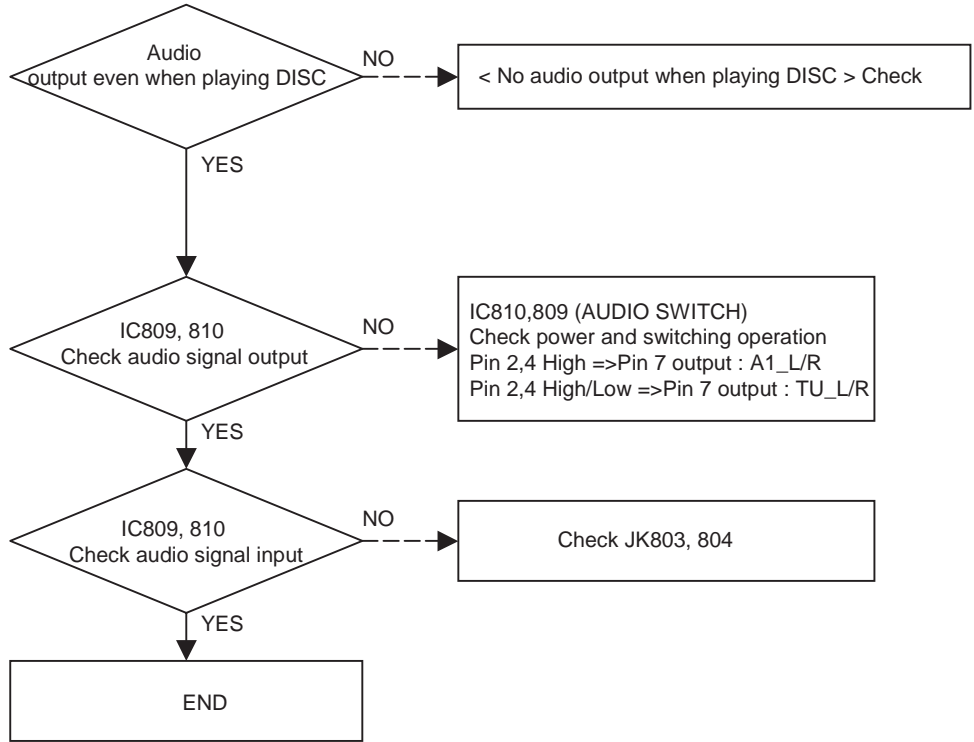 Audio
output even when playing DISC
NO
< No audio output when playing DISC > Check
YES
IC809, 810
Check audio signal output
NO
IC810,809 (AUDIO SWITCH)
Check power and switching operation
Pin 2,4 High =>Pin 7 output : A1_L/R
Pin 2,4 High/Low =>Pin 7 output : TU_L/R
YES
IC809, 810
Check audio signal input
NO
Check JK803, 804
YES
END